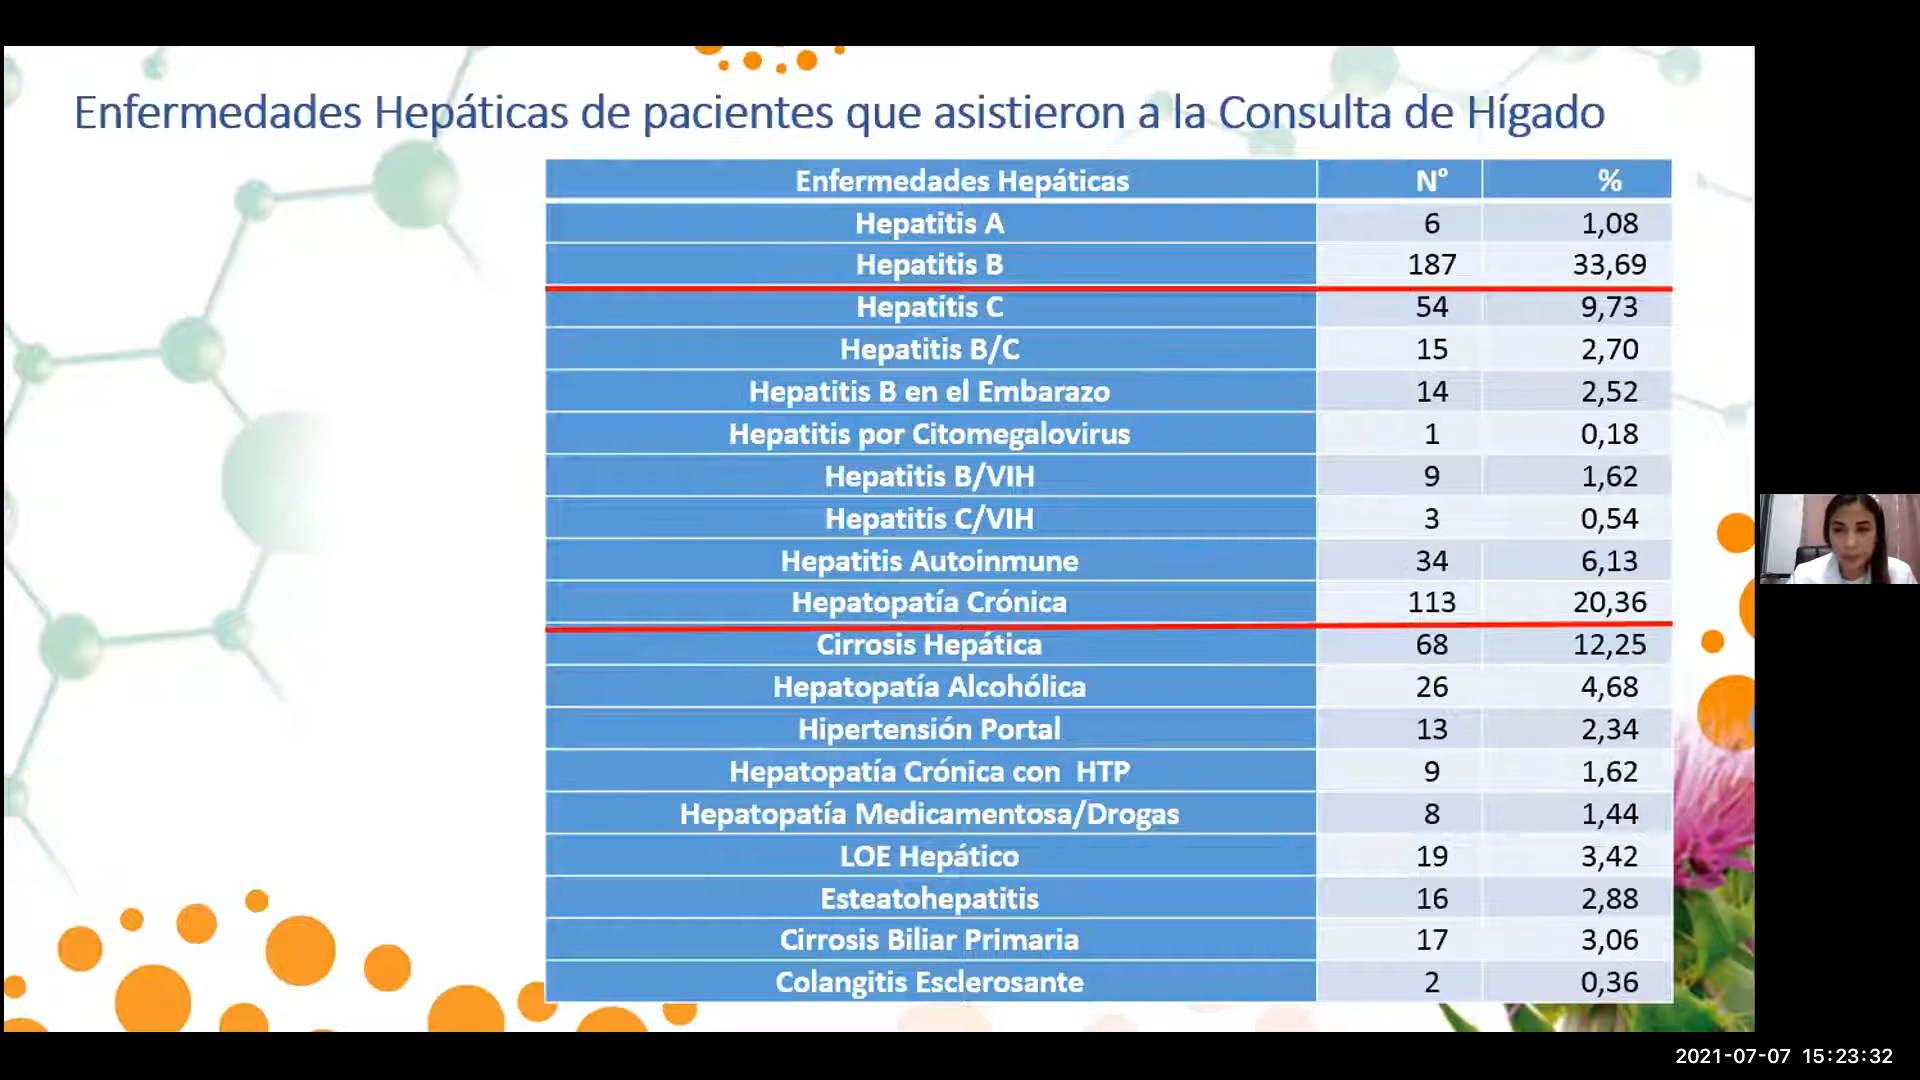 Enfermedades Hepáticas de pacientes que asistieron a la Consulta de Hígado
Enfermedades Hepáticas N° %
Hepatitis A 6 1,08
Hepatitis B 187 33,69
Hepatitis C 54 9,73
Hepatitis B/C 15 2,70
Hepatitis B en el Embarazo 14 2,52
Hepatitis por Citomegalovirus 1 0,18
Hepatitis B/VIH 9 1,62
Hepatitis C/VIH 3 0,54
Hepatitis Autoinmune 34 6,13
Hepatopatía Crónica 113 20,36
Cirrosis Hepática 68 12,25
Hepatopatía Alcohólica 26 4,68
Hipertensión Portal 13 2,34
Hepatopatía Crónica con HTP 9 1,62
Hepatopatía Medicamentosa/Drogas 8 1,44
LOE Hepático 19 3,42
Esteatohepatitis 16 2,88
Cirrosis Biliar Primaria 17 3,06
Colangitis Esclerosante 2 0,36
2021-07-07 15:23:32